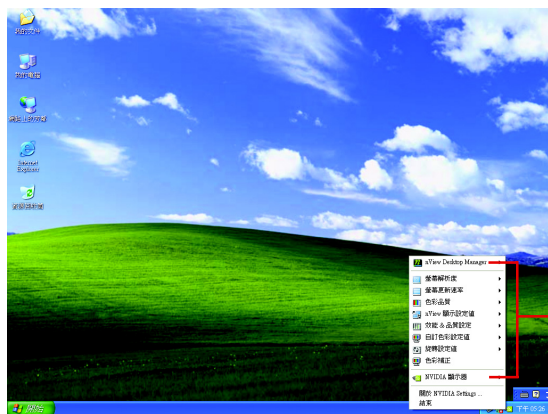 我的文件
我的電腦
網路上的芳鄰
Internet
Explorer
資源回收筒
nView Desktop Manager
螢幕解析度
螢幕更新速率
色彩品質
nView 顯示設定值
效能 & 品質設定
自訂色彩設定值
旋轉設定值
色彩補正
NVIDIA 顯示器
關於 NVIDIA Settings ...
結束
開始
下午 05:26